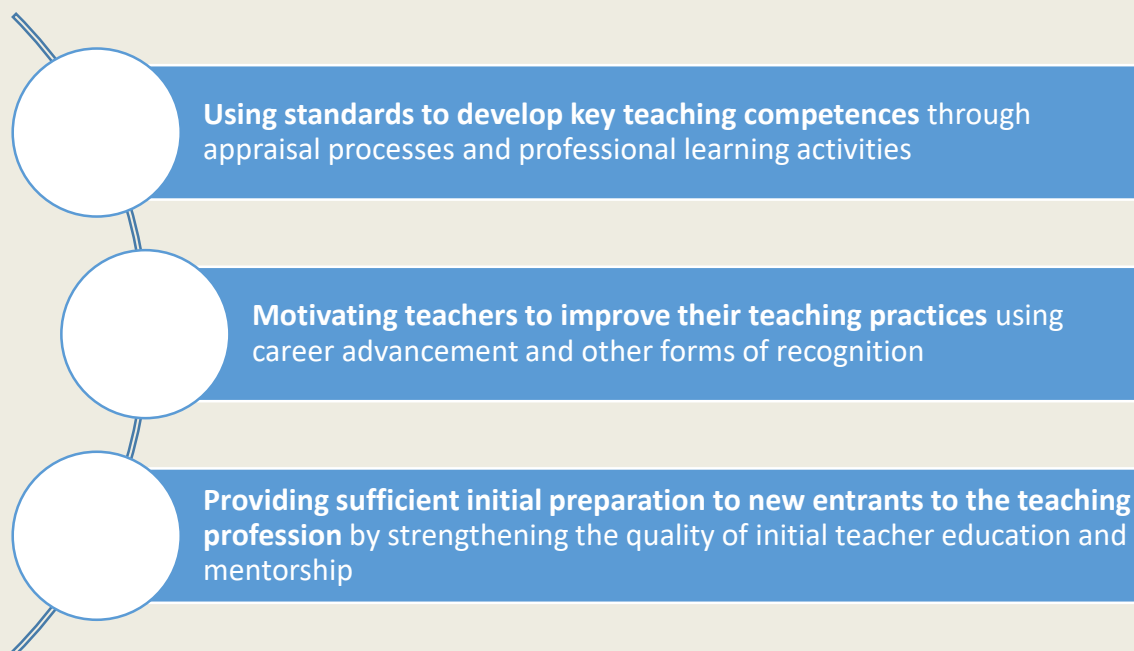 Using standards to develop key teaching competences through
appraisal processes and professional learning activities
Motivating teachers to improve their teaching practices using
career advancement and other forms of recognition
Providing sufficient initial preparation to new entrants to the teaching
profession by strengthening the quality of initial teacher education and
mentorship